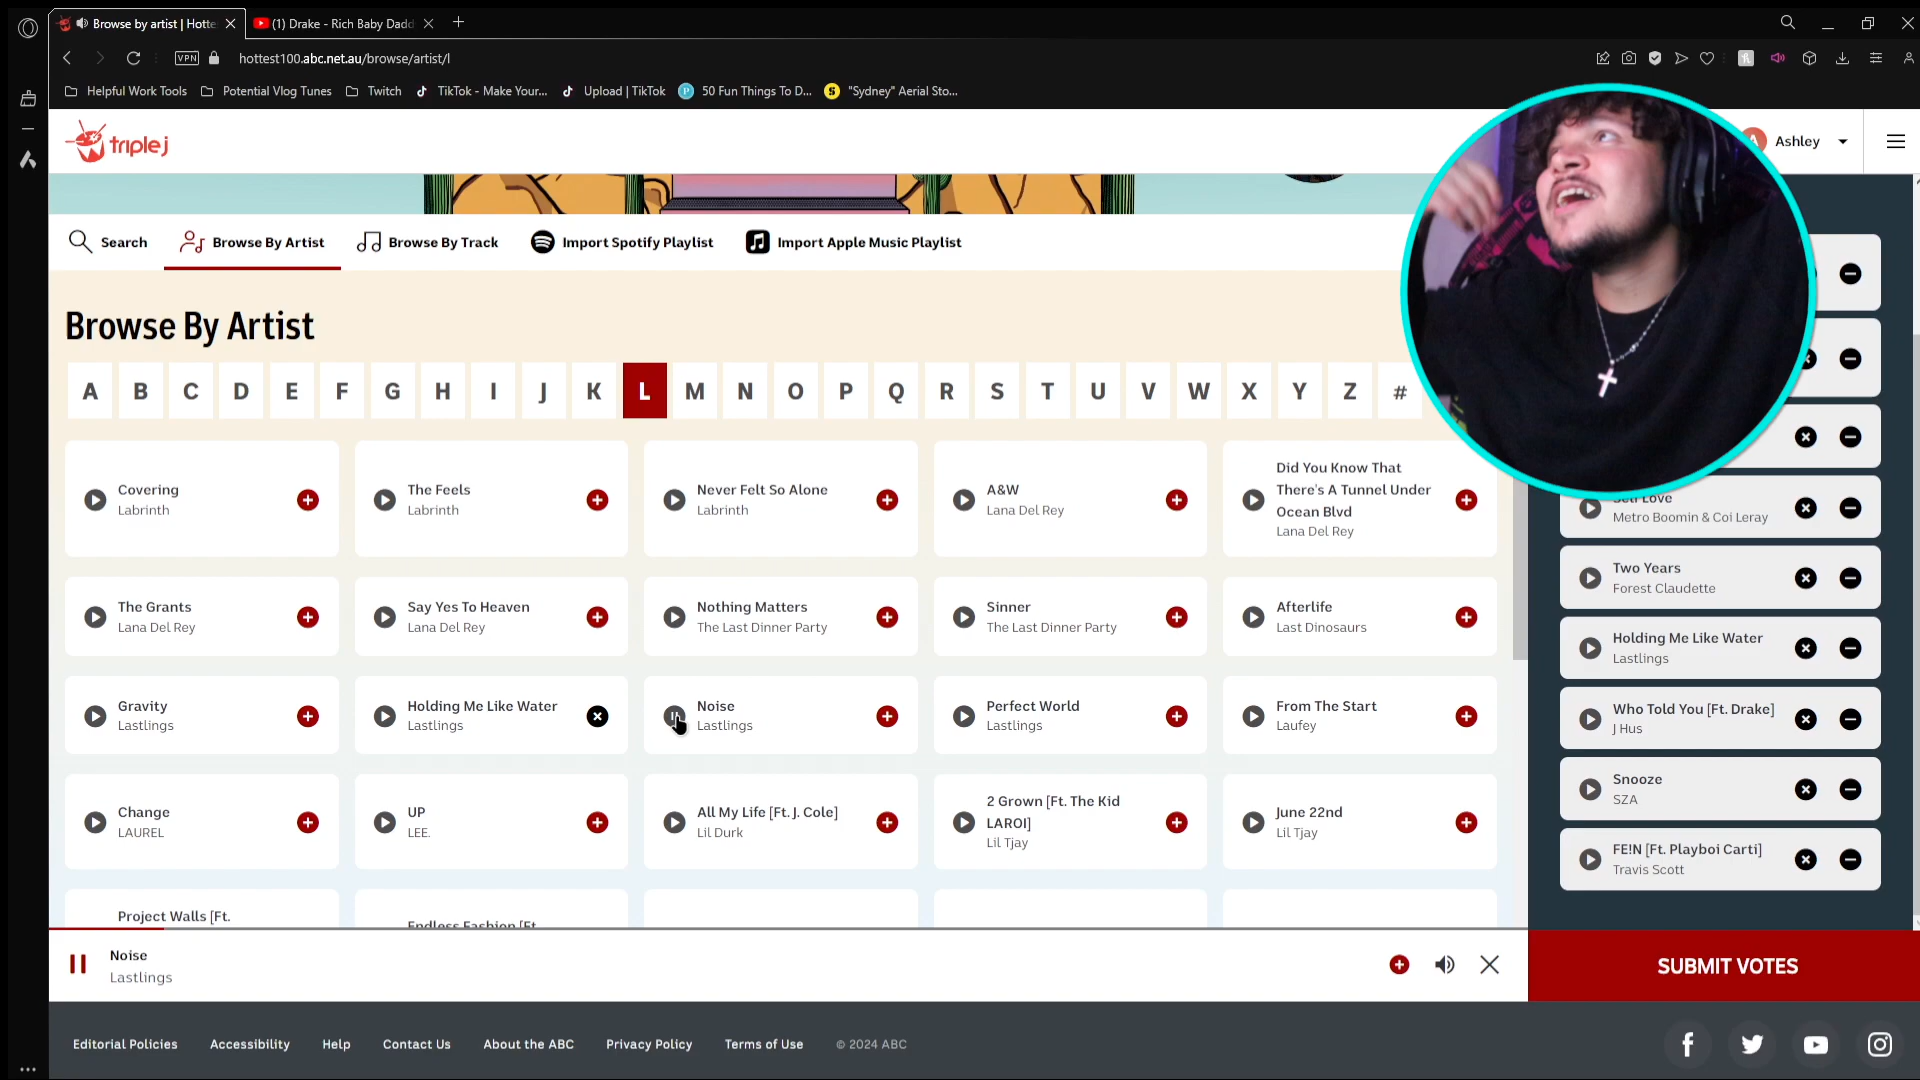 Browse by artist | Hotte
(1) Drake - Rich Baby Dadd
VPN
hottest100.abc.net.au/browse/artist/l
Helpful Work Tools
Potential Vlog Tunes
Twitch
TikTok - Make Your...
Upload | TikTok
50 Fun Things To D...
"Sydney" Aerial Sto...
triple j
Ashley
Search
Browse By Artist
Browse By Track
Import Spotify Playlist
Import Apple Music Playlist
Browse By Artist
A B C D E F G H I J K L M N O P Q R S T U V W X Y Z #
Covering
Labrinth
The Feels
Labrinth
Never Felt So Alone
Labrinth
A&W
Lana Del Rey
Did You Know That
There's A Tunnel Under
Ocean Blvd
Lana Del Rey
The Grants
Lana Del Rey
Say Yes To Heaven
Lana Del Rey
Nothing Matters
The Last Dinner Party
Sinner
The Last Dinner Party
Afterlife
Last Dinosaurs
Gravity
Lastlings
Holding Me Like Water
Lastlings
Noise
Lastlings
Perfect World
Lastlings
From The Start
Laufey
Change
LAUREL
UP
LEE.
All My Life [Ft. J. Cole]
Lil Durk
2 Grown [Ft. The Kid
LAROI]
Lil Tjay
June 22nd
Lil Tjay
Project Walls [Ft.
Endless Fashion [Ft
Self Love
Metro Boomin & Coi Leray
Two Years
Forest Claudette
Holding Me Like Water
Lastlings
Who Told You [Ft. Drake]
J Hus
Snooze
SZA
FE!N [Ft. Playboi Carti]
Travis Scott
Noise
Lastlings
SUBMIT VOTES
Editorial Policies
Accessibility
Help
Contact Us
About the ABC
Privacy Policy
Terms of Use
© 2024 ABC